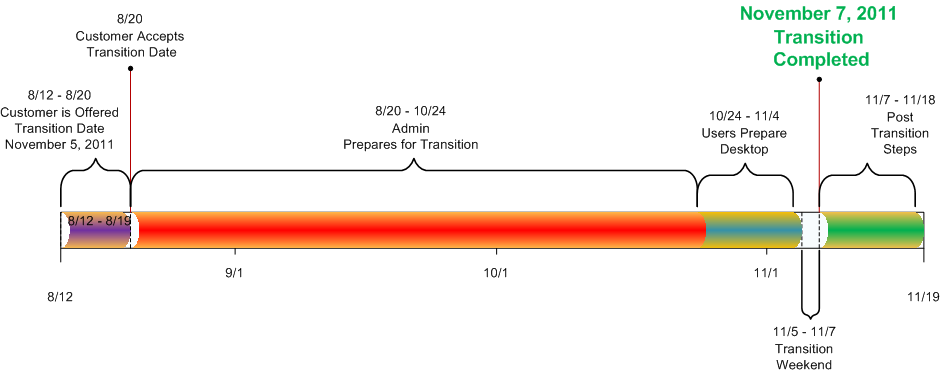 November 7, 2011
Transition
Completed
8/20
Customer Accepts
Transition Date
8/12 - 8/20
Customer is Offered
Transition Date
November 5, 2011
8/20 - 10/24
Admin
Prepares for Transition
10/24 - 11/4
Users Prepare
Desktop
11/7 - 11/18
Post
Transition
Steps
8/12 - 8/19
9/1
10/1
11/1
8/12
11/19
11/5 - 11/7
Transition
Weekend